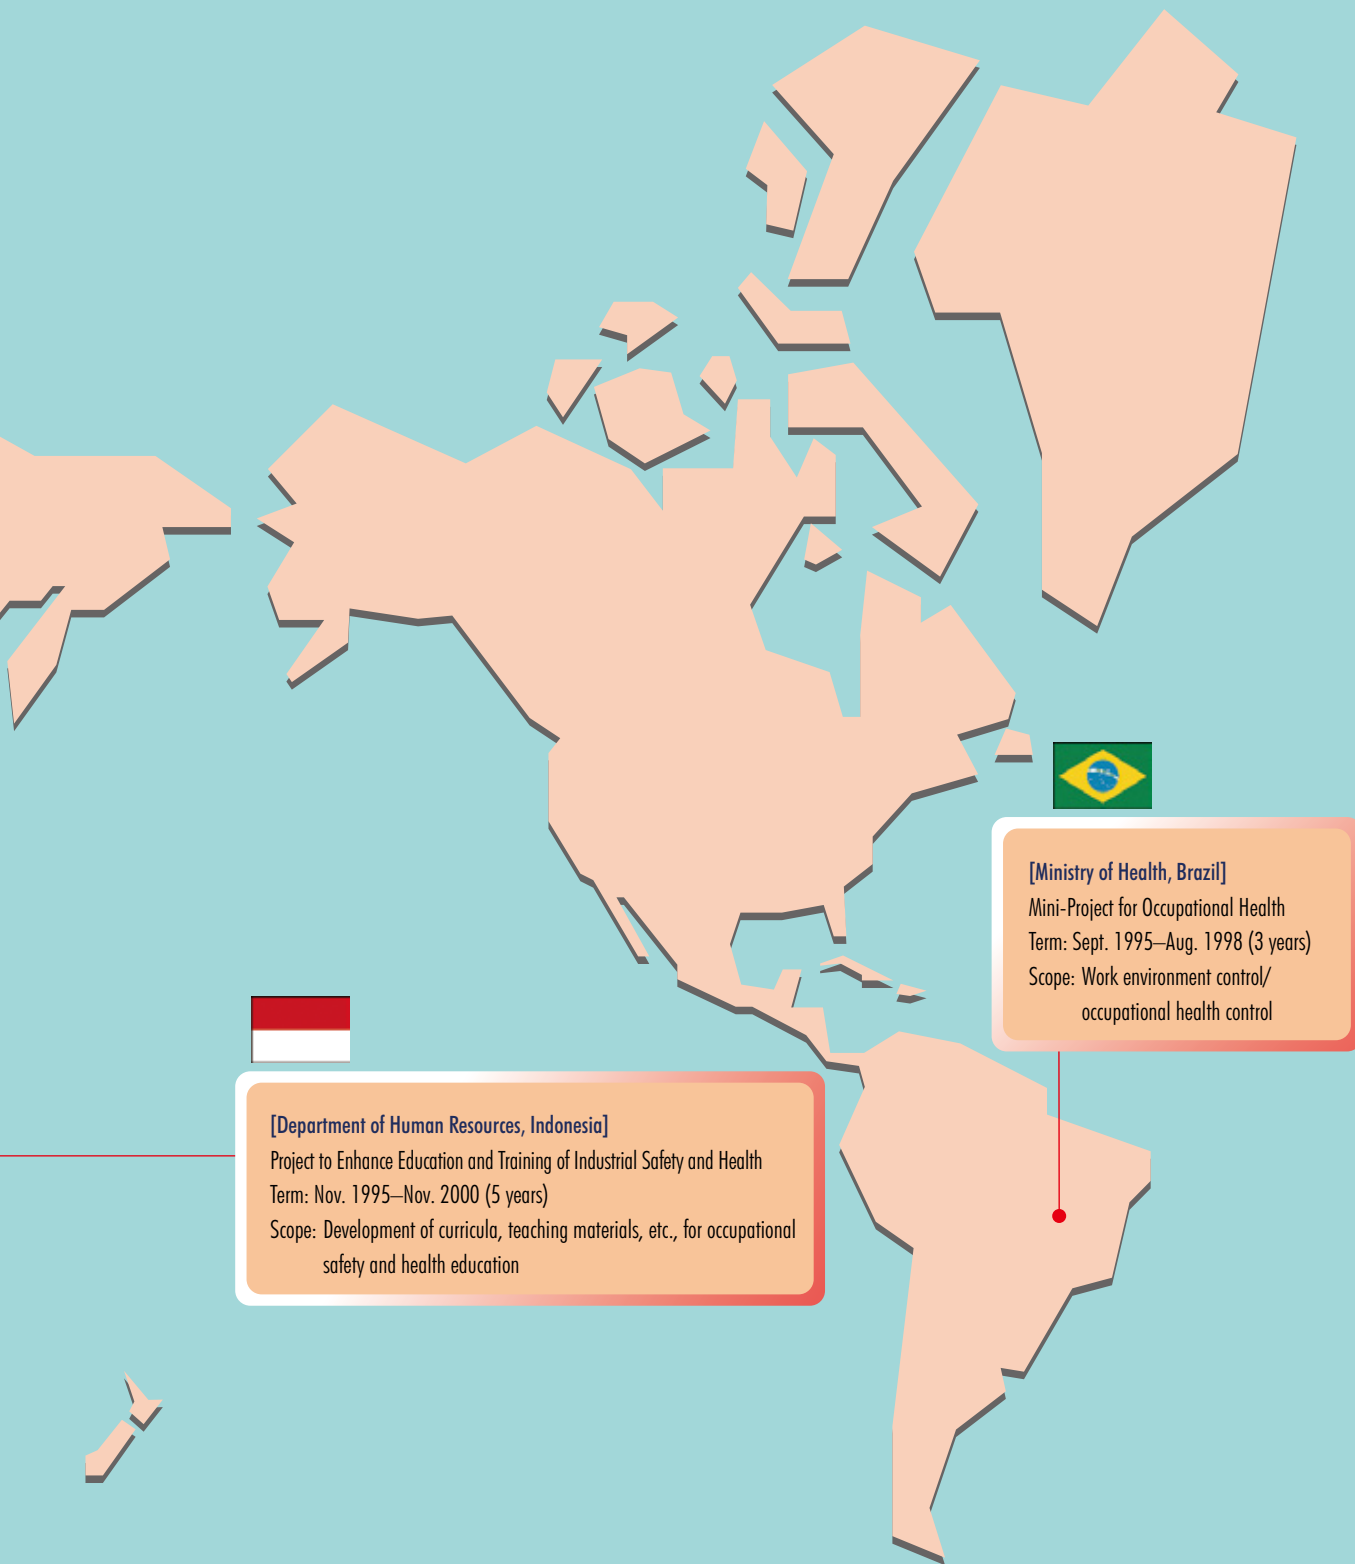 [Ministry of Health, Brazil]
Mini-Project for Occupational Health
Term: Sept. 1995–Aug. 1998 (3 years)
Scope: Work environment control/
occupational health control
[Department of Human Resources, Indonesia]
Project to Enhance Education and Training of Industrial Safety and Health
Term: Nov. 1995–Nov. 2000 (5 years)
Scope: Development of curricula, teaching materials, etc., for occupational
safety and health education